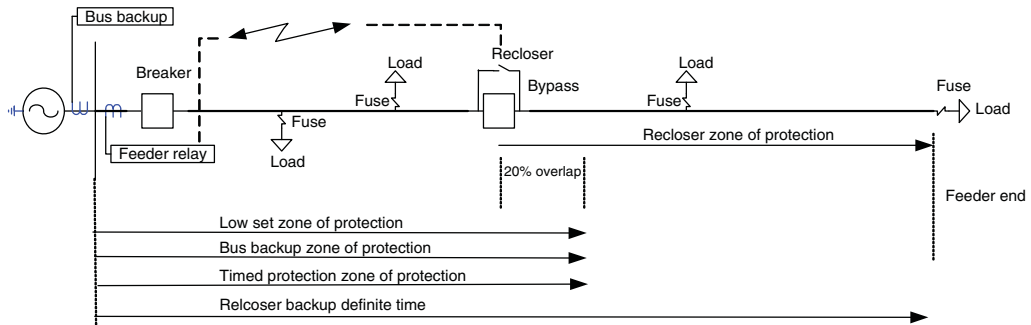 Bus backup
Recloser
Breaker
Load
Load
Bypass
Fuse
Fuse
Fuse
Fuse
Load
Feeder relay
Load
Recloser zone of protection
20% overlap
Feeder end
Low set zone of protection
Bus backup zone of protection
Timed protection zone of protection
Relcoser backup definite time